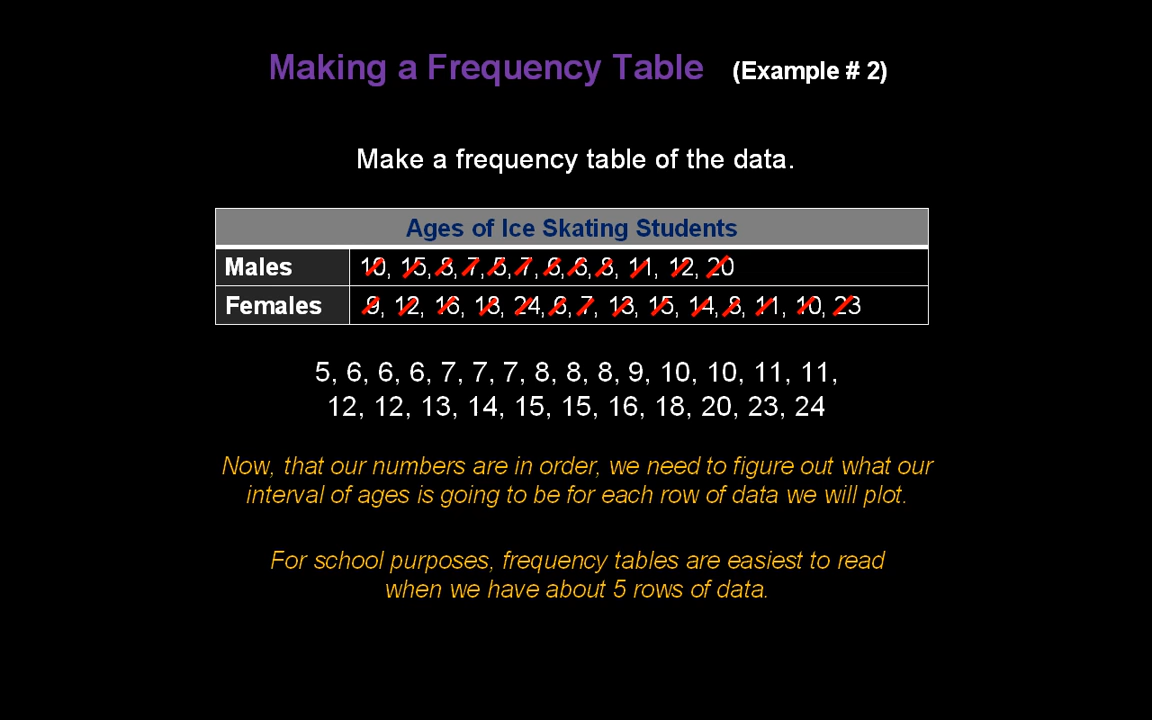 Making a Frequency Table (Example # 2)
Make a frequency table of the data.
Ages of Ice Skating Students
Males 10, 15, 8, 7, 5, 7, 6, 6, 8, 11, 12, 20
Females 9, 12, 16, 18, 24, 6, 7, 13, 15, 14, 8, 11, 10, 23
5, 6, 6, 6, 7, 7, 7, 8, 8, 8, 9, 10, 10, 11, 11,
12, 12, 13, 14, 15, 15, 16, 18, 20, 23, 24
Now, that our numbers are in order, we need to figure out what our
interval of ages is going to be for each row of data we will plot.
For school purposes, frequency tables are easiest to read
when we have about 5 rows of data.